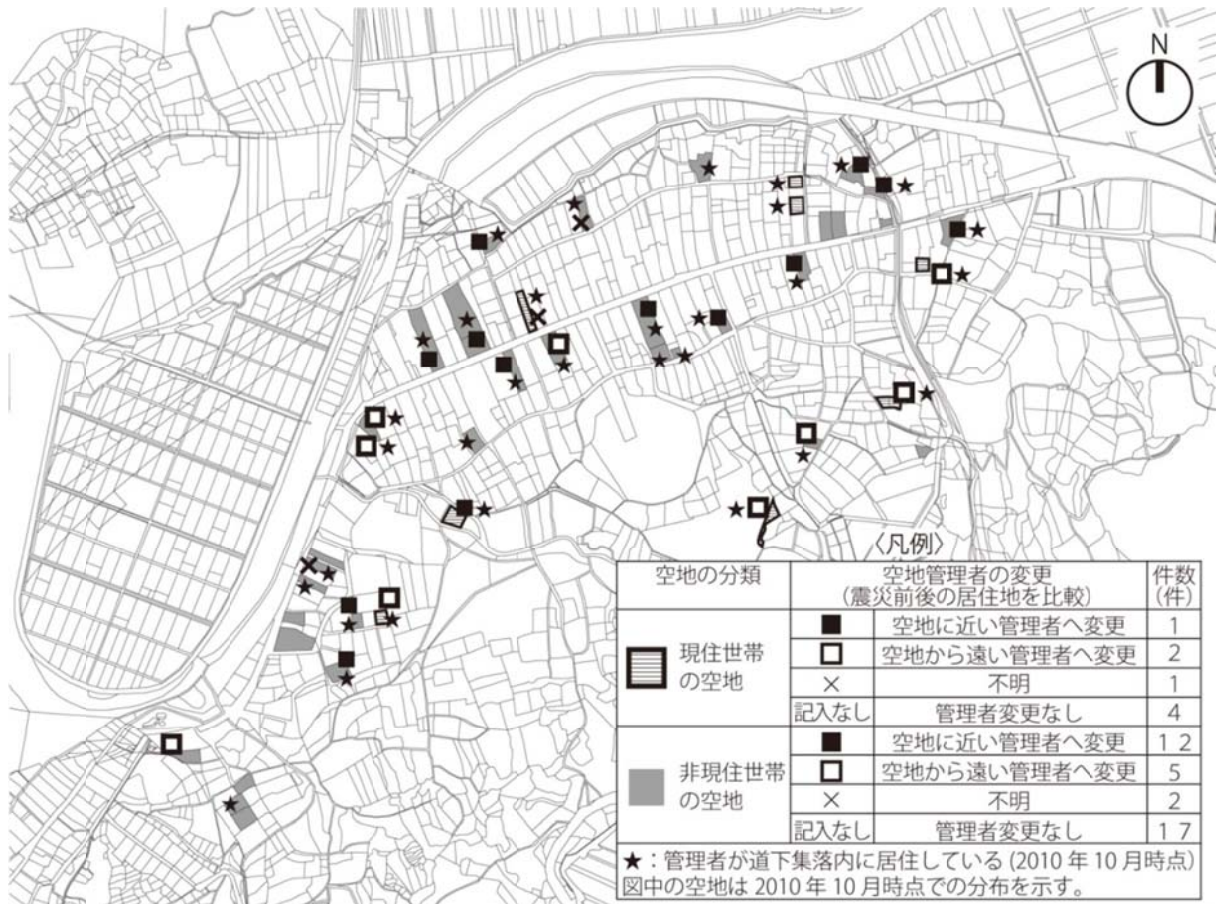 N
〈凡例〉
空地の分類 空地管理者の変更 (震災前後の居住地を比較) 件数 (件)
現住世帯の空地
■ 空地に近い管理者へ変更 1
□ 空地から遠い管理者へ変更 2
× 不明 1
記入なし 管理者変更なし 4
非現住世帯の空地
■ 空地に近い管理者へ変更 12
□ 空地から遠い管理者へ変更 5
× 不明 2
記入なし 管理者変更なし 17
★：管理者が道下集落内に居住している (2010 年 10 月時点)
図中の空地は 2010 年 10 月時点での分布を示す。